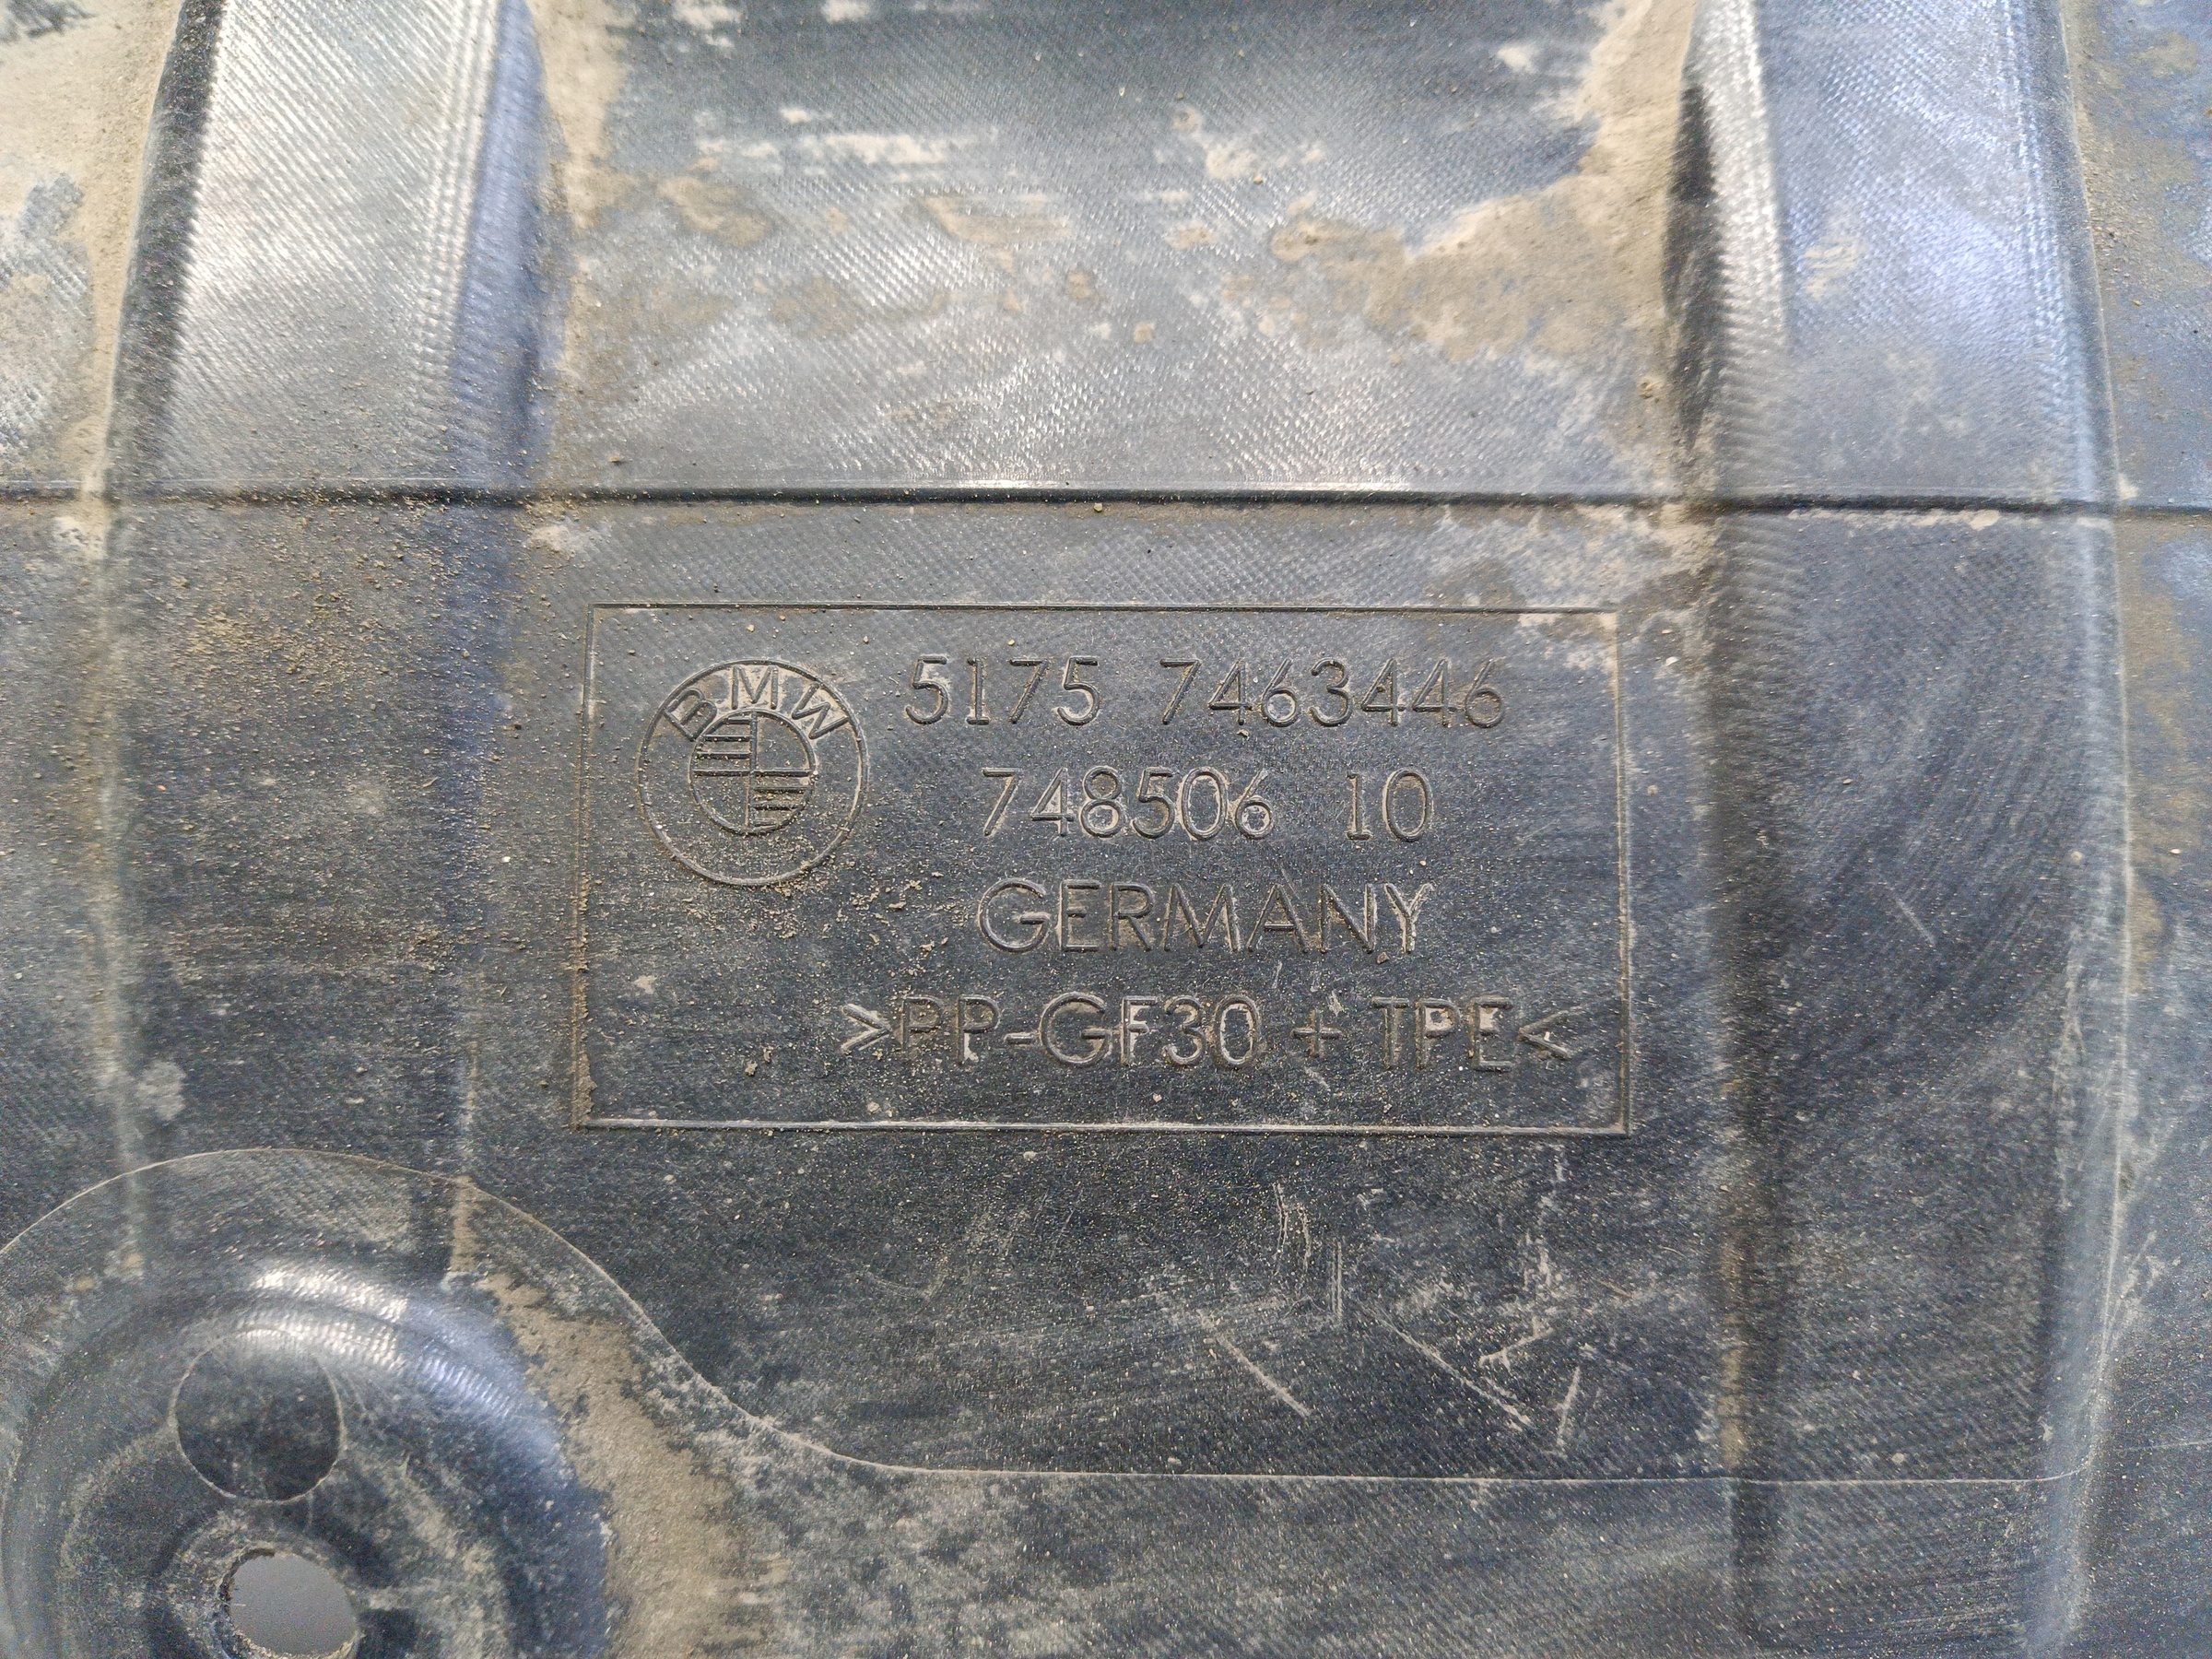 BMW
5175 7463446
748506 10
GERMANY
>PP-GF30 + TPE<